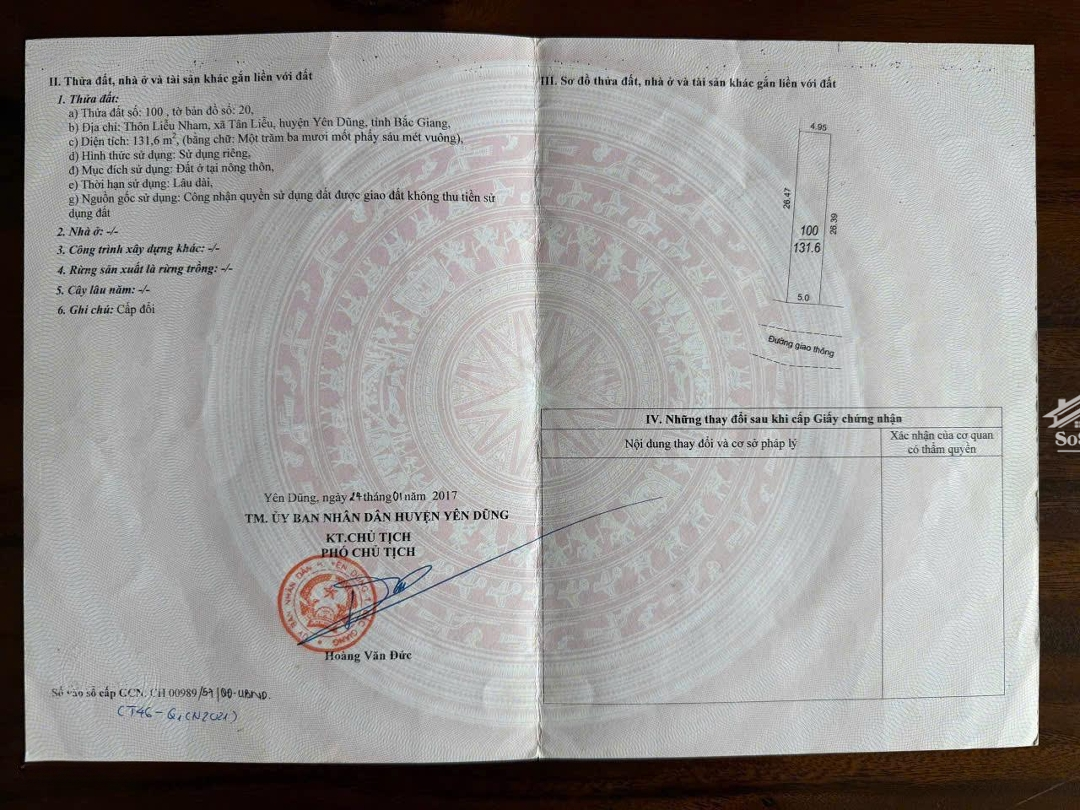 II. Thửa đất, nhà ở và tài sản khác gắn liền với đất
1. Thửa đất:
a) Thửa đất số: 100 , tờ bản đồ số: 20,
b) Địa chỉ: Thôn Liễu Nham, xã Tân Liễu, huyện Yên Dũng, tỉnh Bắc Giang,
c) Diện tích: 131,6 m², (bằng chữ: Một trăm ba mươi mốt phẩy sáu mét vuông),
d) Hình thức sử dụng: Sử dụng riêng,
đ) Mục đích sử dụng: Đất ở tại nông thôn,
e) Thời hạn sử dụng: Lâu dài,
g) Nguồn gốc sử dụng: Công nhận quyền sử dụng đất được giao đất không thu tiền sử
dụng đất
2. Nhà ở: -/-
3. Công trình xây dựng khác: -/-
4. Rừng sản xuất là rừng trồng: -/-
5. Cây lâu năm: -/-
6. Ghi chú: Cấp đổi
Yên Dũng, ngày 24 tháng 01 năm 2017
TM. ỦY BAN NHÂN DÂN HUYỆN YÊN DŨNG
KT.CHỦ TỊCH
PHÓ CHỦ TỊCH
Hoàng Văn Đức
Số vào sổ cấp GCN: CH 00989
III. Sơ đồ thửa đất, nhà ở và tài sản khác gắn liền với đất
4.95
26.47
26.39
100
131.6
5.0
Đường giao thông
IV. Những thay đổi sau khi cấp Giấy chứng nhận
Nội dung thay đổi và cơ sở pháp lý
Xác nhận của cơ quan
có thẩm quyền